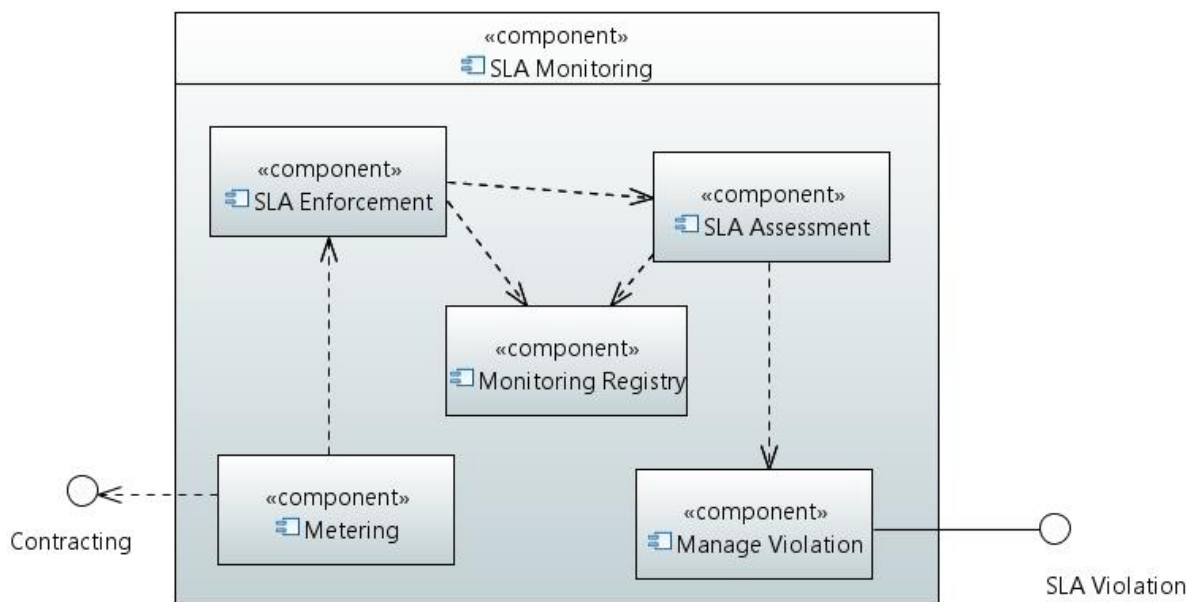 «component»
SLA Monitoring
«component»
SLA Enforcement
«component»
SLA Assessment
«component»
Monitoring Registry
«component»
Metering
Contracting
«component»
Manage Violation
SLA Violation